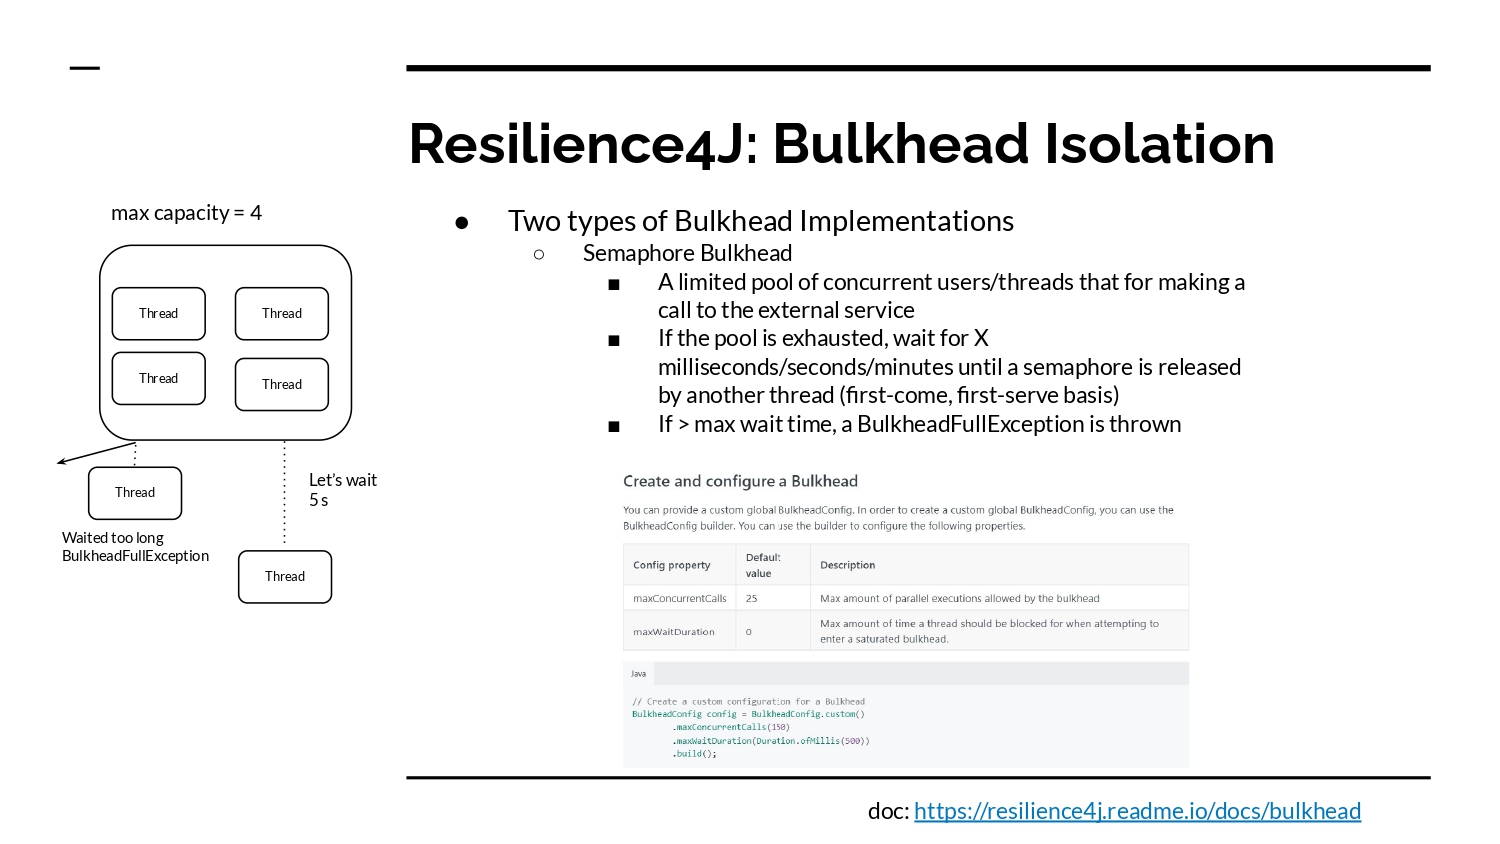 Resilience4J: Bulkhead Isolation
max capacity = 4
Thread
Thread
Thread
Thread
Thread
Waited too long
BulkheadFullException
Let's wait
5 s
Thread
● Two types of Bulkhead Implementations
○ Semaphore Bulkhead
■ A limited pool of concurrent users/threads that for making a
call to the external service
■ If the pool is exhausted, wait for X
milliseconds/seconds/minutes until a semaphore is released
by another thread (first-come, first-serve basis)
■ If > max wait time, a BulkheadFullException is thrown
Create and configure a Bulkhead
You can provide a custom global BulkheadConfig. In order to create a custom global BulkheadConfig, you can use the
BulkheadConfig builder. You can use the builder to configure the following properties.
Config property Default value Description
maxConcurrentCalls 25 Max amount of parallel executions allowed by the bulkhead
maxWaitDuration 0 Max amount of time a thread should be blocked for when attempting to
enter a saturated bulkhead.
Java
// Create a custom configuration for a Bulkhead
BulkheadConfig config = BulkheadConfig.custom()
.maxConcurrentCalls(150)
.maxWaitDuration(Duration.ofMillis(500))
.build();
doc: https://resilience4j.readme.io/docs/bulkhead